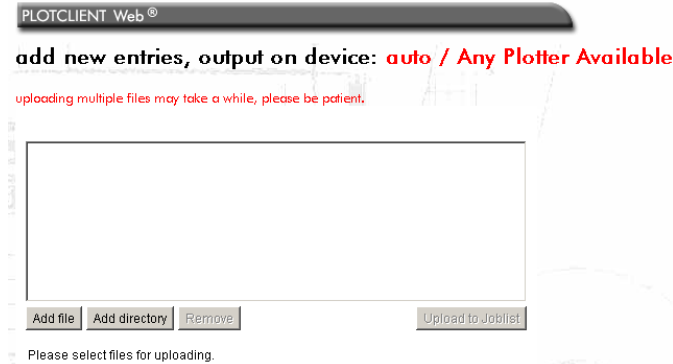 PLOTCLIENT Web®
add new entries, output on device: auto / Any Plotter Available
uploading multiple files may take a while, please be patient.
Add file Add directory Remove Upload to Joblist
Please select files for uploading.